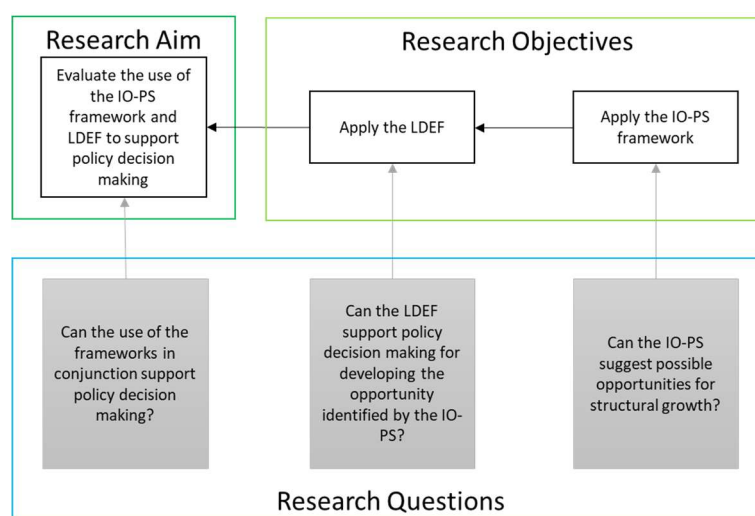 Research Aim
Evaluate the use of
the IO-PS
framework and
LDEF to support
policy decision
making
Research Objectives
Apply the LDEF
Apply the IO-PS
framework
Can the use of the
frameworks in
conjunction support
policy decision
making?
Can the LDEF
support policy
decision making for
developing the
opportunity
identified by the IO-
PS?
Can the IO-PS
suggest possible
opportunities for
structural growth?
Research Questions